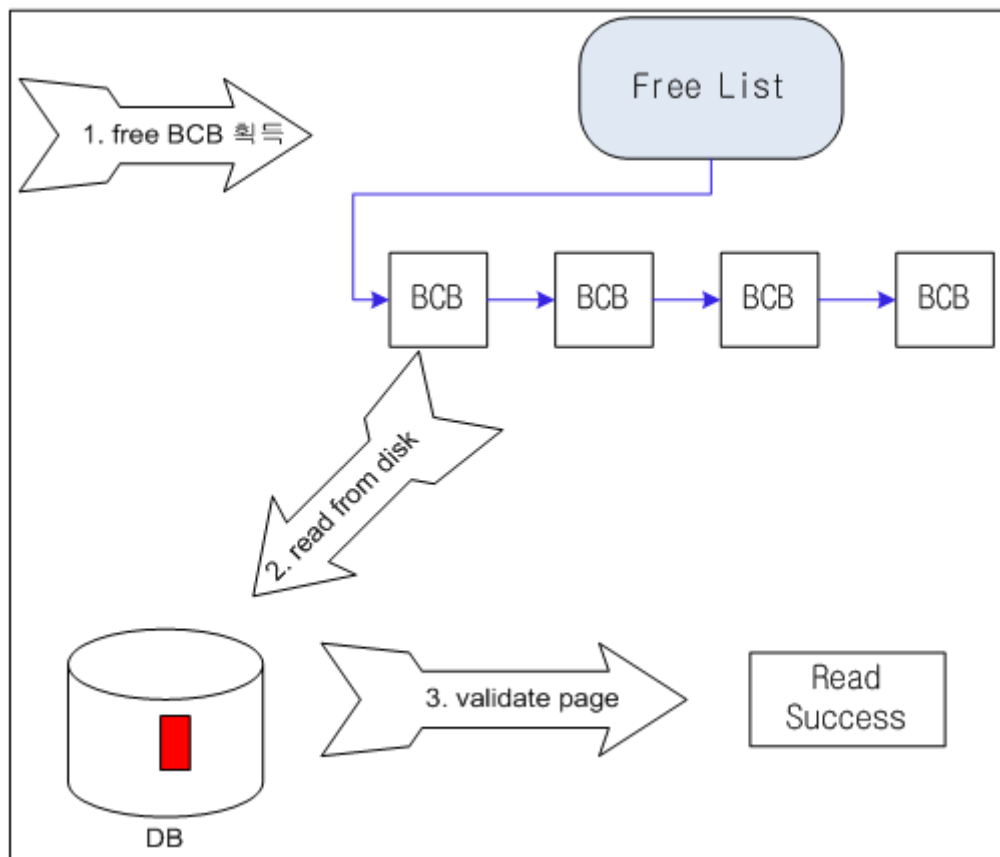 Free List
1. free BCB 획득
BCB
BCB
BCB
BCB
2. read from disk
3. validate page
Read
Success
DB